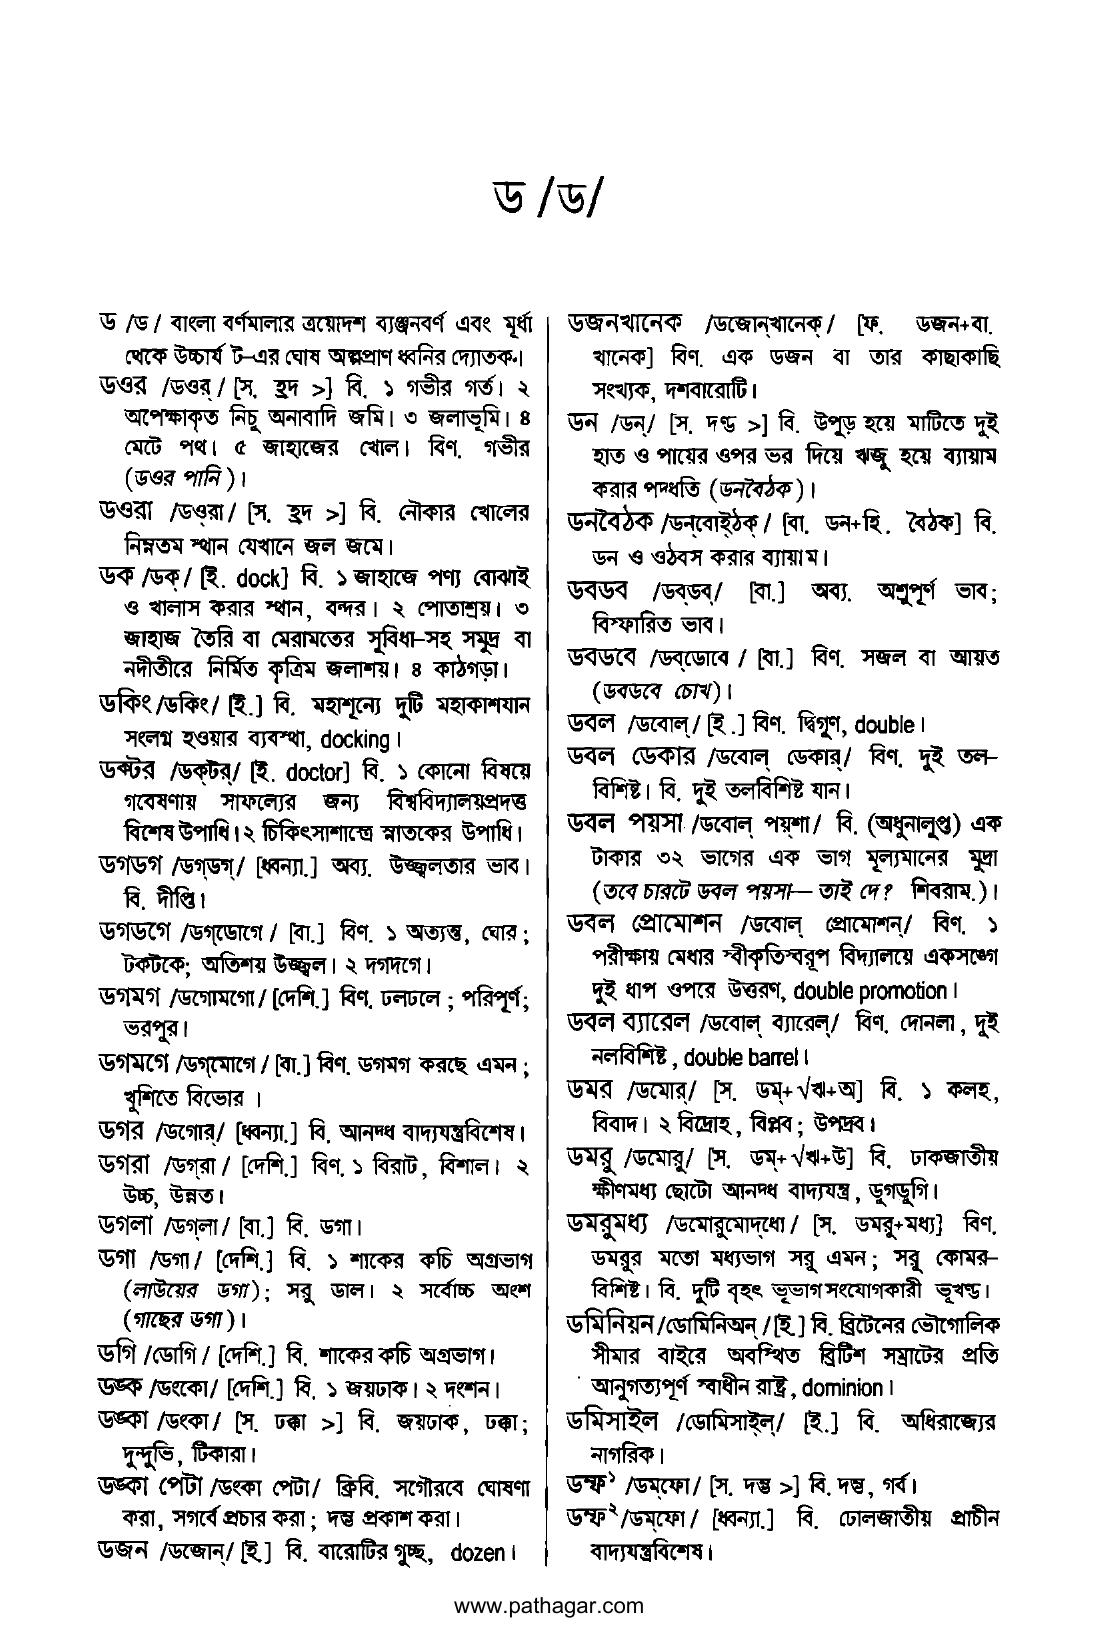 ড /ড/
ড /ড/ বাংলা বর্ণমালার ত্রয়োদশ ব্যঞ্জনবর্ণ এবং মূর্ধা
থেকে উচ্চার্য ট-এর ঘোষ অল্পপ্রাণ ধ্বনির দ্যোতক।
ডওর /ডওর্/ [স. হ্রদ >] বি. ১ গভীর গর্ত। ২
অপেক্ষাকৃত নিচু অনাবাদি জমি। ৩ জলাভূমি। ৪
মেটে পথ। ৫ জাহাজের খোল। বিণ. গভীর
(ডওর পানি)।
ডওরা /ডও্‌রা/ [স. হ্রদ >] বি. নৌকার খোলের
নিম্নতম স্থান যেখানে জল জমে।
ডক /ডক্/ [ই. dock] বি. ১ জাহাজে পণ্য বোঝাই
ও খালাস করার স্থান, বন্দর। ২ পোতাশ্রয়। ৩
জাহাজ তৈরি বা মেরামতের সুবিধা-সহ সমুদ্র বা
নদীতীরে নির্মিত কৃত্রিম জলাশয়। ৪ কাঠগড়া।
ডকিং /ডকিং/ [ই.] বি. মহাশূন্যে দুটি মহাকাশযান
সংলগ্ন হওয়ার ব্যবস্থা, docking।
ডক্টর /ডক্‌টর্/ [ই. doctor] বি. ১ কোনো বিষয়ে
গবেষণায় সাফল্যের জন্য বিশ্ববিদ্যালয়প্রদত্ত
বিশেষ উপাধি। ২ চিকিৎসাশাস্ত্রে স্নাতকের উপাধি।
ডগডগ /ডগ্‌ডগ্/ [ধ্বন্যা.] অব্য. উজ্জ্বলতার ভাব।
বি. দীপ্তি।
ডগডগে /ডগ্‌ডোগে/ [বা.] বিণ. ১ অত্যন্ত, ঘোর;
টকটকে; অতিশয় উজ্জ্বল। ২ দগদগে।
ডগমগ /ডগোমগো/ [দেশি.] বিণ. ঢলঢলে; পরিপূর্ণ;
ভরপুর।
ডগমগে /ডগ্‌মোগে/ [বা.] বিণ. ডগমগ করছে এমন;
খুশিতে বিভোর।
ডগর /ডগোর্/ [ধ্বন্যা.] বি. আনদ্ধ বাদ্যযন্ত্রবিশেষ।
ডগরা /ডগ্‌রা/ [দেশি.] বিণ. ১ বিরাট, বিশাল। ২
উচ্চ, উন্নত।
ডগলা /ডগ্‌লা/ [বা.] বি. ডগা।
ডগা /ডগা/ [দেশি.] বি. ১ শাকের কচি অগ্রভাগ
(লাউয়ের ডগা); সরু ডাল। ২ সর্বোচ্চ অংশ
(গাছের ডগা)।
ডগি /ডোগি/ [দেশি.] বি. শাকের কচি অগ্রভাগ।
ডঙ্ক /ডংকো/ [দেশি.] বি. ১ জয়ঢাক। ২ দংশন।
ডঙ্কা /ডংকা/ [স. ঢক্কা >] বি. জয়ঢাক, ঢক্কা;
দুন্দুভি, টিকারা।
ডঙ্কা পেটা /ডংকা পেটা/ ক্রিবি. সগৌরবে ঘোষণা
করা, সগর্বে প্রচার করা; দম্ভ প্রকাশ করা।
ডজন /ডজোন্/ [ই.] বি. বারোটির গুচ্ছ, dozen।
ডজনখানেক /ডজোন্‌খানেক্/ [ফ. ডজন+বা.
খানেক] বিণ. এক ডজন বা তার কাছাকাছি
সংখ্যক, দশবারোটি।
ডন /ডন্/ [স. দণ্ড >] বি. উপুড় হয়ে মাটিতে দুই
হাত ও পায়ের ওপর ভর দিয়ে ঋজু হয়ে ব্যায়াম
করার পদ্ধতি (ডনবৈঠক)।
ডনবৈঠক /ডন্‌বোই্‌ঠক্/ [বা. ডন+হি. বৈঠক] বি.
ডন ও ওঠবস করার ব্যায়াম।
ডবডব /ডব্‌ডব্/ [বা.] অব্য. অশ্রুপূর্ণ ভাব;
বিস্ফারিত ভাব।
ডবডবে /ডব্‌ডোবে/ [বা.] বিণ. সজল বা আয়ত
(ডবডবে চোখ)।
ডবল /ডবোল্/ [ই.] বিণ. দ্বিগুণ, double।
ডবল ডেকার /ডবোল্ ডেকার্/ বিণ. দুই তল-
বিশিষ্ট। বি. দুই তলবিশিষ্ট যান।
ডবল পয়সা /ডবোল্ পয়্‌শা/ বি. (অধুনালুপ্ত) এক
টাকার ৩২ ভাগের এক ভাগ মূল্যমানের মুদ্রা
(তবে চারটে ডবল পয়সা— তাই দে? শিবরাম.)।
ডবল প্রোমোশন /ডবোল্ প্রোমোশন্/ বিণ. ১
পরীক্ষায় মেধার স্বীকৃতিস্বরূপ বিদ্যালয়ে একসঙ্গে
দুই ধাপ ওপরে উত্তরণ, double promotion।
ডবল ব্যারেল /ডবোল্ ব্যারেল্/ বিণ. দোনলা, দুই
নলবিশিষ্ট, double barrel।
ডমর /ডমোর্/ [স. ডম্+√ঋ+অ] বি. ১ কলহ,
বিবাদ। ২ বিদ্রোহ, বিপ্লব; উপদ্রব।
ডমরু /ডমোরু/ [স. ডম্+√ঋ+উ] বি. ঢাকজাতীয়
ক্ষীণমধ্য ছোটো আনদ্ধ বাদ্যযন্ত্র, ডুগডুগি।
ডমরুমধ্য /ডমোরুমোদ্‌ধো/ [স. ডমরু+মধ্য] বিণ.
ডমরুর মতো মধ্যভাগ সরু এমন; সরু কোমর-
বিশিষ্ট। বি. দুটি বৃহৎ ভূভাগ সংযোগকারী ভূখণ্ড।
ডমিনিয়ন /ডোমিনিঅন্/ [ই.] বি. ব্রিটেনের ভৌগোলিক
সীমার বাইরে অবস্থিত ব্রিটিশ সম্রাটের প্রতি
আনুগত্যপূর্ণ স্বাধীন রাষ্ট্র, dominion।
ডমিসাইল /ডোমিসাই্‌ল্/ [ই.] বি. অধিরাজ্যের
নাগরিক।
ডম্ফ¹ /ডম্‌ফো/ [স. দম্ভ >] বি. দম্ভ, গর্ব।
ডম্ফ² /ডম্‌ফো/ [ধ্বন্যা.] বি. ঢোলজাতীয় প্রাচীন
বাদ্যযন্ত্রবিশেষ।
www.pathagar.com